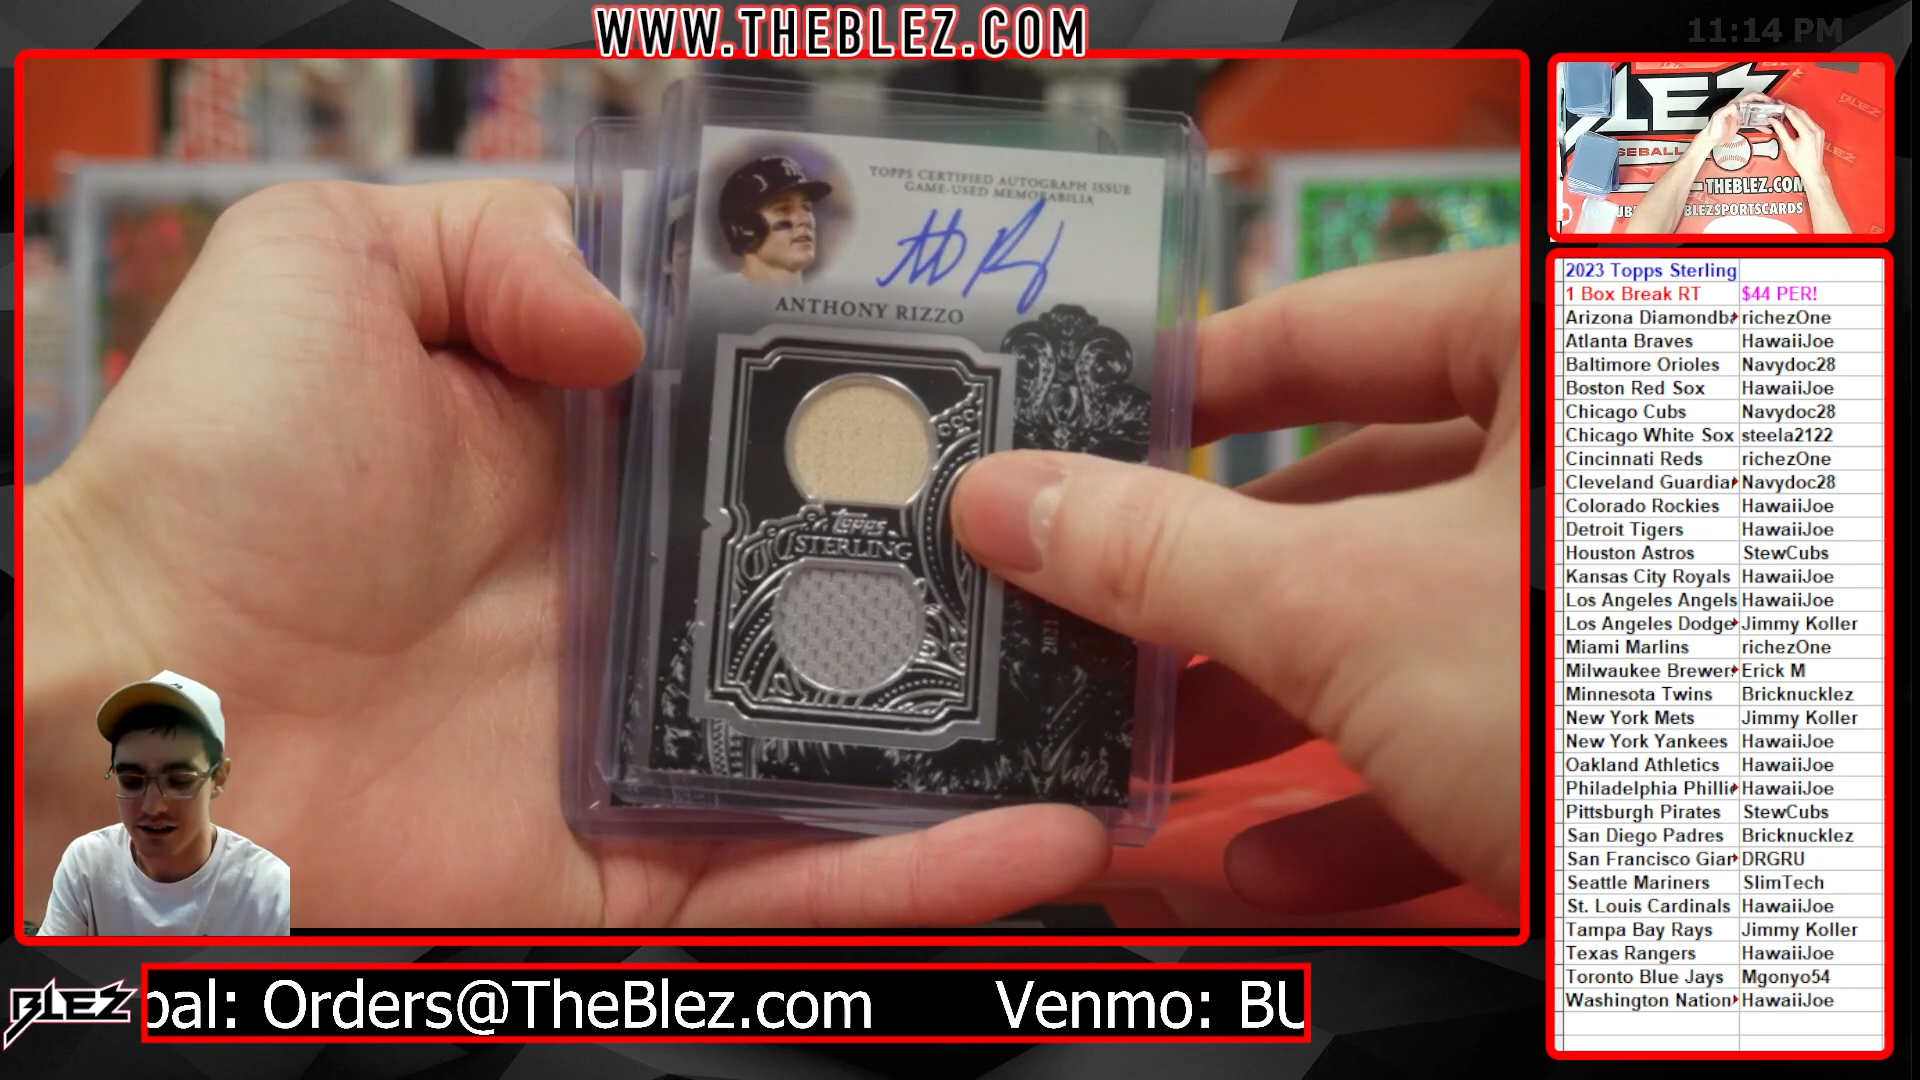 WWW.THEBLEZ.COM
11:14 PM
TOPPS CERTIFIED AUTOGRAPH ISSUE
GAME-USED MEMORABILIA
ANTHONY RIZZO
TOPPS
STERLING
2021
BLEZ
SEBALL
THEBLEZ.COM
BLEZSPORTSCARDS
2023 Topps Sterling
1 Box Break RT $44 PER!
Arizona Diamondba richezOne
Atlanta Braves HawaiiJoe
Baltimore Orioles Navydoc28
Boston Red Sox HawaiiJoe
Chicago Cubs Navydoc28
Chicago White Sox steela2122
Cincinnati Reds richezOne
Cleveland Guardia Navydoc28
Colorado Rockies HawaiiJoe
Detroit Tigers HawaiiJoe
Houston Astros StewCubs
Kansas City Royals HawaiiJoe
Los Angeles Angels HawaiiJoe
Los Angeles Dodge Jimmy Koller
Miami Marlins richezOne
Milwaukee Brewer Erick M
Minnesota Twins Bricknucklez
New York Mets Jimmy Koller
New York Yankees HawaiiJoe
Oakland Athletics HawaiiJoe
Philadelphia Phillie HawaiiJoe
Pittsburgh Pirates StewCubs
San Diego Padres Bricknucklez
San Francisco Gian DRGRU
Seattle Mariners SlimTech
St. Louis Cardinals HawaiiJoe
Tampa Bay Rays Jimmy Koller
Texas Rangers HawaiiJoe
Toronto Blue Jays Mgonyo54
Washington Nation HawaiiJoe
BLEZ
pal: Orders@TheBlez.com Venmo: BU